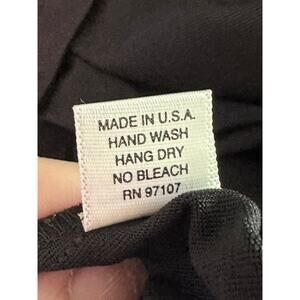 MADE IN U.S.A.
HAND WASH
HANG DRY
NO BLEACH
RN 97107